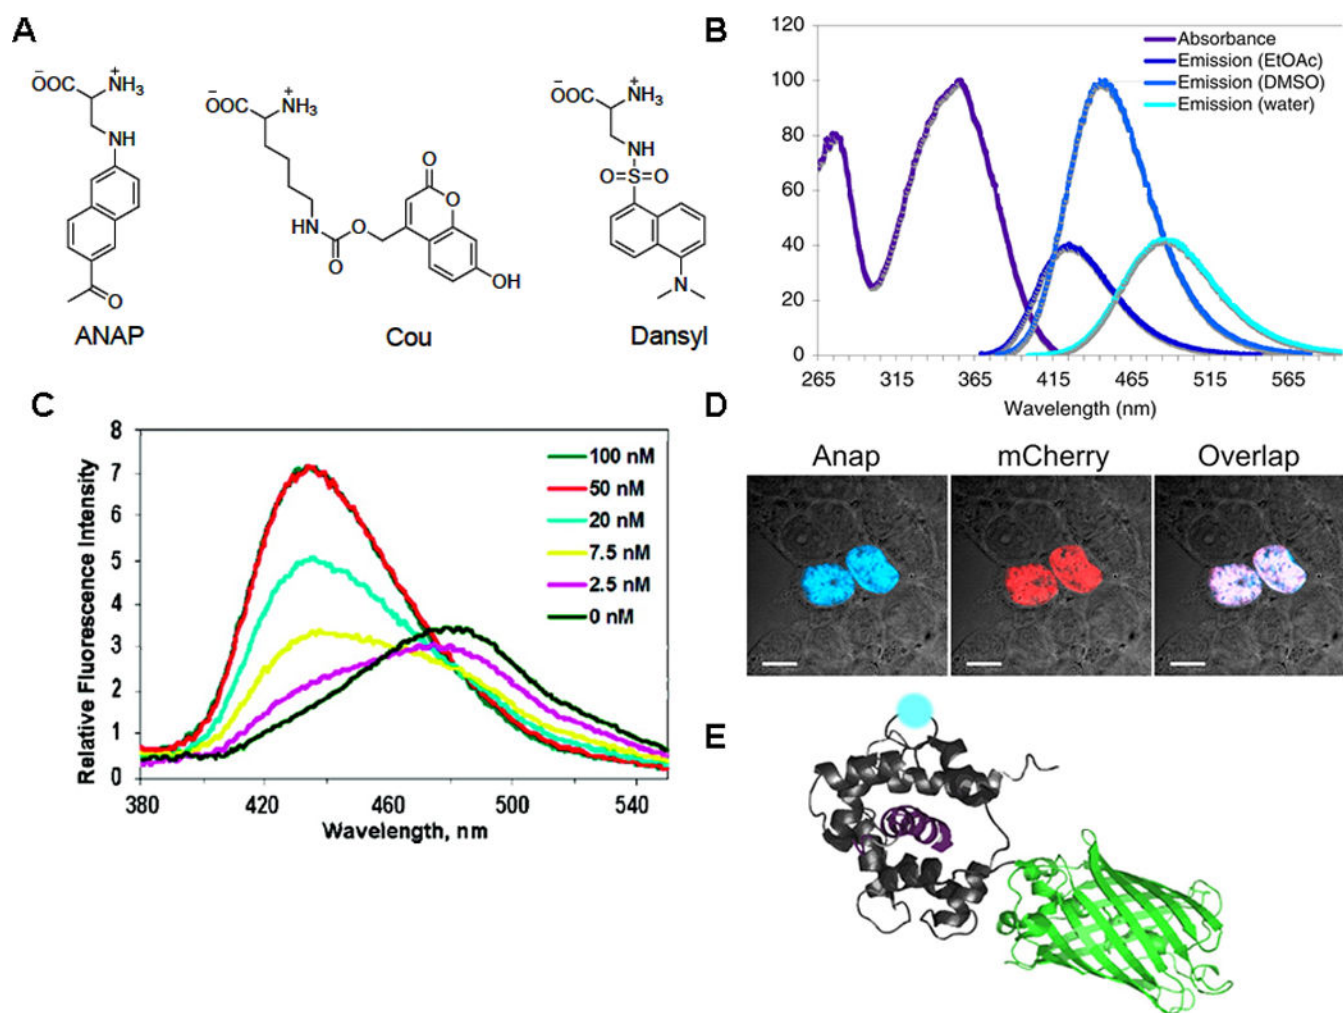 A
⁻OOC
⁺NH₃
NH
O
ANAP
⁻OOC
⁺NH₃
HN
O
O
O
O
OH
Cou
⁻OOC
⁺NH₃
NH
O=S=O
N
Dansyl
B
120
100
80
60
40
20
0
Absorbance
Emission (EtOAc)
Emission (DMSO)
Emission (water)
265 315 365 415 465 515 565
Wavelength (nm)
C
Relative Fluorescence Intensity
8
7
6
5
4
3
2
1
0
100 nM
50 nM
20 nM
7.5 nM
2.5 nM
0 nM
380 420 460 500 540
Wavelength, nm
D
Anap mCherry Overlap
E